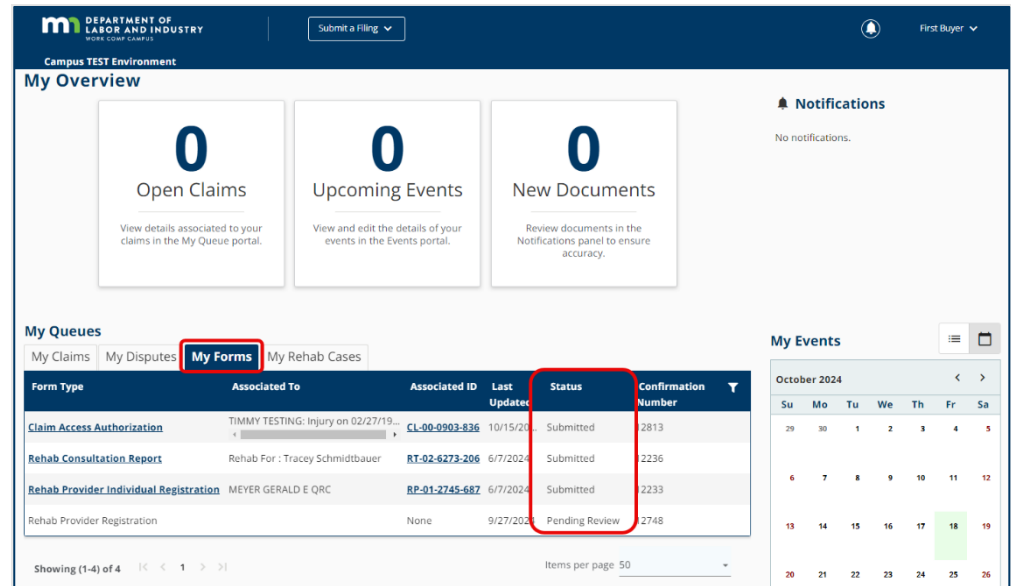 DEPARTMENT OF
LABOR AND INDUSTRY
WORK COMP CAMPUS
Submit a Filing
First Buyer
Campus TEST Environment
My Overview
0
Open Claims
View details associated to your
claims in the My Queue portal.
0
Upcoming Events
View and edit the details of your
events in the Events portal.
0
New Documents
Review documents in the
Notifications panel to ensure
accuracy.
Notifications
No notifications.
My Queues
My Claims My Disputes My Forms My Rehab Cases
Form Type Associated To Associated ID Last Updated Status Confirmation Number
Claim Access Authorization TIMMY TESTING: Injury on 02/27/19... CL-00-0903-836 10/15/20... Submitted 12813
Rehab Consultation Report Rehab For : Tracey Schmidtbauer RT-02-6273-206 6/7/2024 Submitted 12236
Rehab Provider Individual Registration MEYER GERALD E QRC RP-01-2745-687 6/7/2024 Submitted 12233
Rehab Provider Registration None 9/27/2024 Pending Review 12748
Showing (1-4) of 4 1 Items per page 50
My Events
October 2024
Su Mo Tu We Th Fr Sa
29 30 1 2 3 4 5
6 7 8 9 10 11 12
13 14 15 16 17 18 19
20 21 22 23 24 25 26